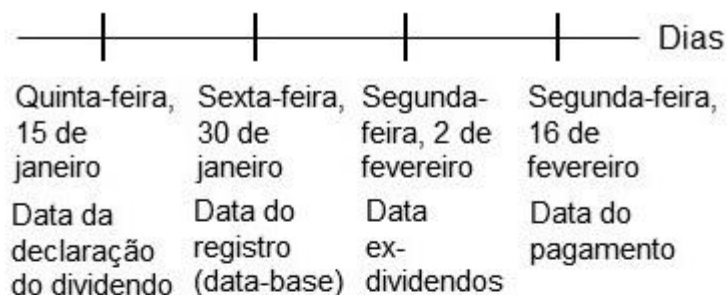 Dias
Quinta-feira,
15 de
janeiro
Data da
declaração
do dividendo
Sexta-feira,
30 de
janeiro
Data do
registro
(data-base)
Segunda-
feira, 2 de
fevereiro
Data
ex-
dividendos
Segunda-feira,
16 de
fevereiro
Data do
pagamento